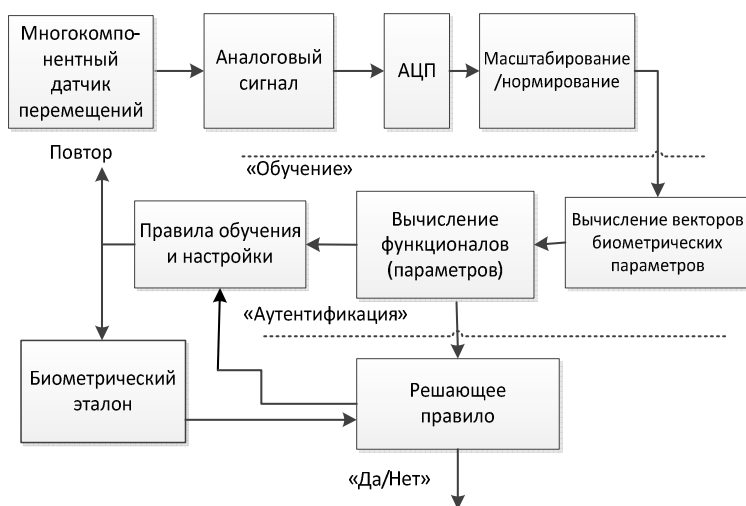 Многокомпо-
нентный
датчик
перемещений
Аналоговый
сигнал
АЦП
Масштабирование
/нормирование
Повтор
«Обучение»
Правила обучения
и настройки
Вычисление
функционалов
(параметров)
Вычисление векторов
биометрических
параметров
«Аутентификация»
Биометрический
эталон
Решающее
правило
«Да/Нет»